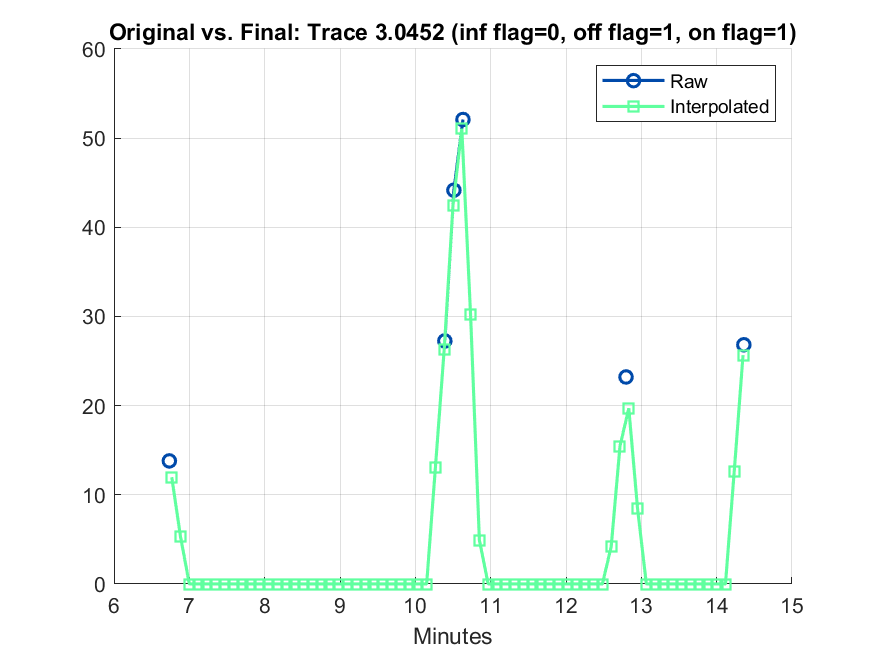 Original vs. Final: Trace 3.0452 (inf flag=0, off flag=1, on flag=1)
60
50
40
30
20
10
0
Raw
Interpolated
6 7 8 9 10 11 12 13 14 15
Minutes